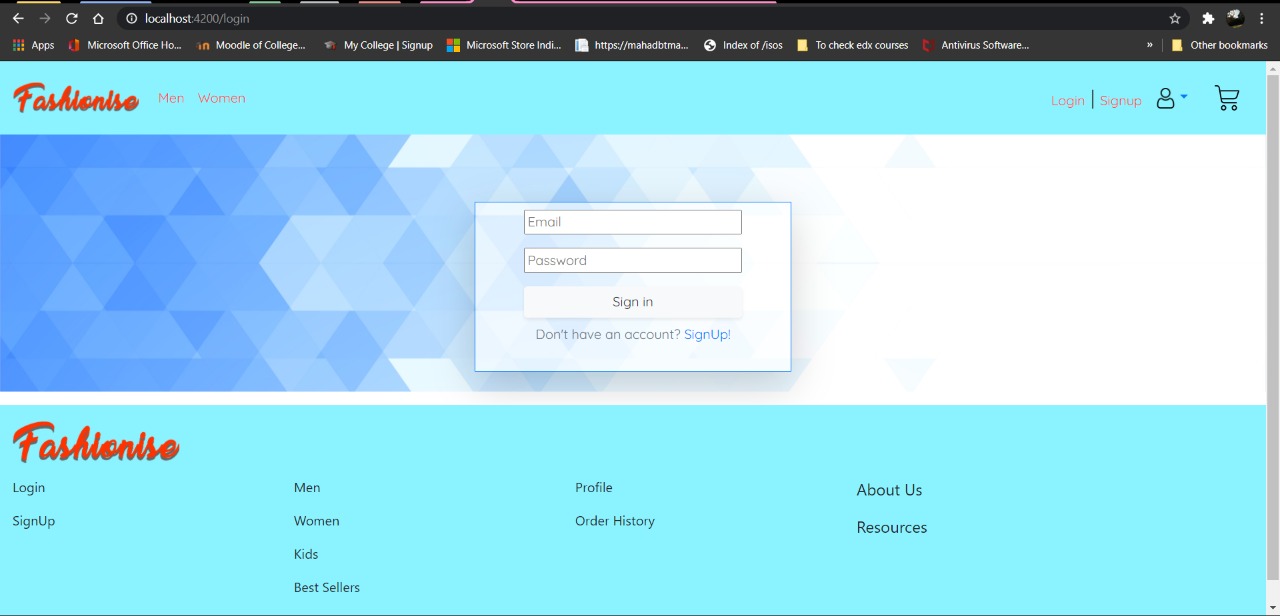 localhost:4200/login
Apps Microsoft Office Ho... Moodle of College... My College | Signup Microsoft Store Indi... https://mahadbtma... Index of /isos To check edx courses Antivirus Software... » Other bookmarks
Fashionise Men Women Login | Signup
Email
Password
Sign in
Don't have an account? SignUp!
Fashionise
Login Men Profile About Us
SignUp Women Order History Resources
Kids
Best Sellers